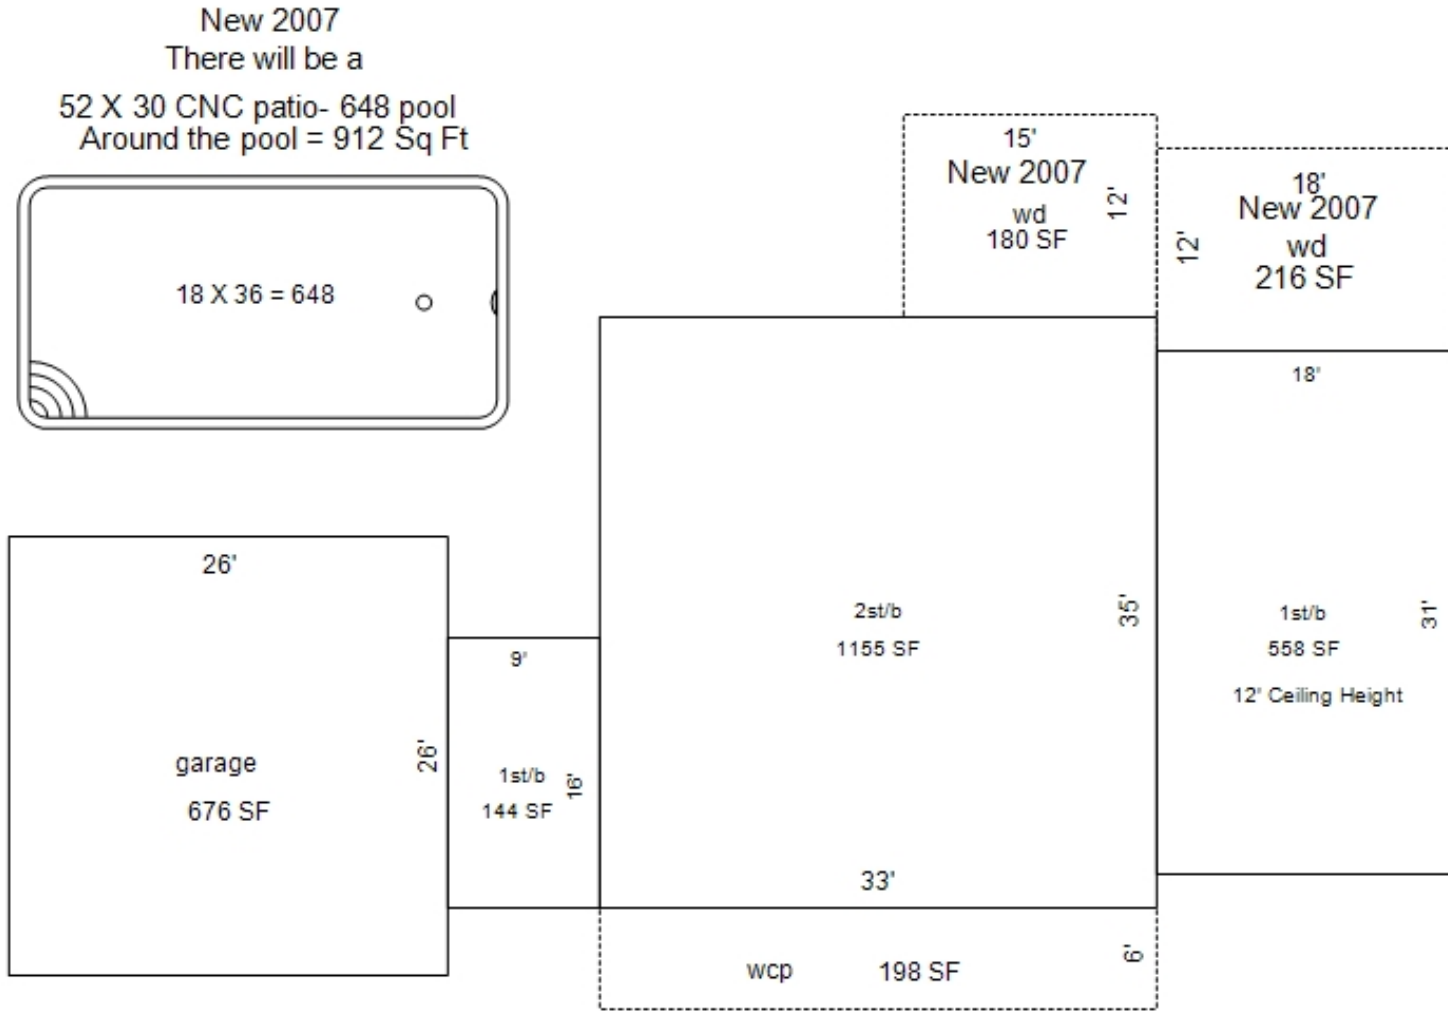 New 2007
There will be a
52 X 30 CNC patio- 648 pool
Around the pool = 912 Sq Ft
18 X 36 = 648
15'
New 2007
12'
wd
180 SF
18'
New 2007
12'
wd
216 SF
18'
26'
26'
garage
676 SF
9'
1st/b
16'
144 SF
2st/b
35'
1155 SF
33'
1st/b
31'
558 SF
12' Ceiling Height
wcp 198 SF
6'